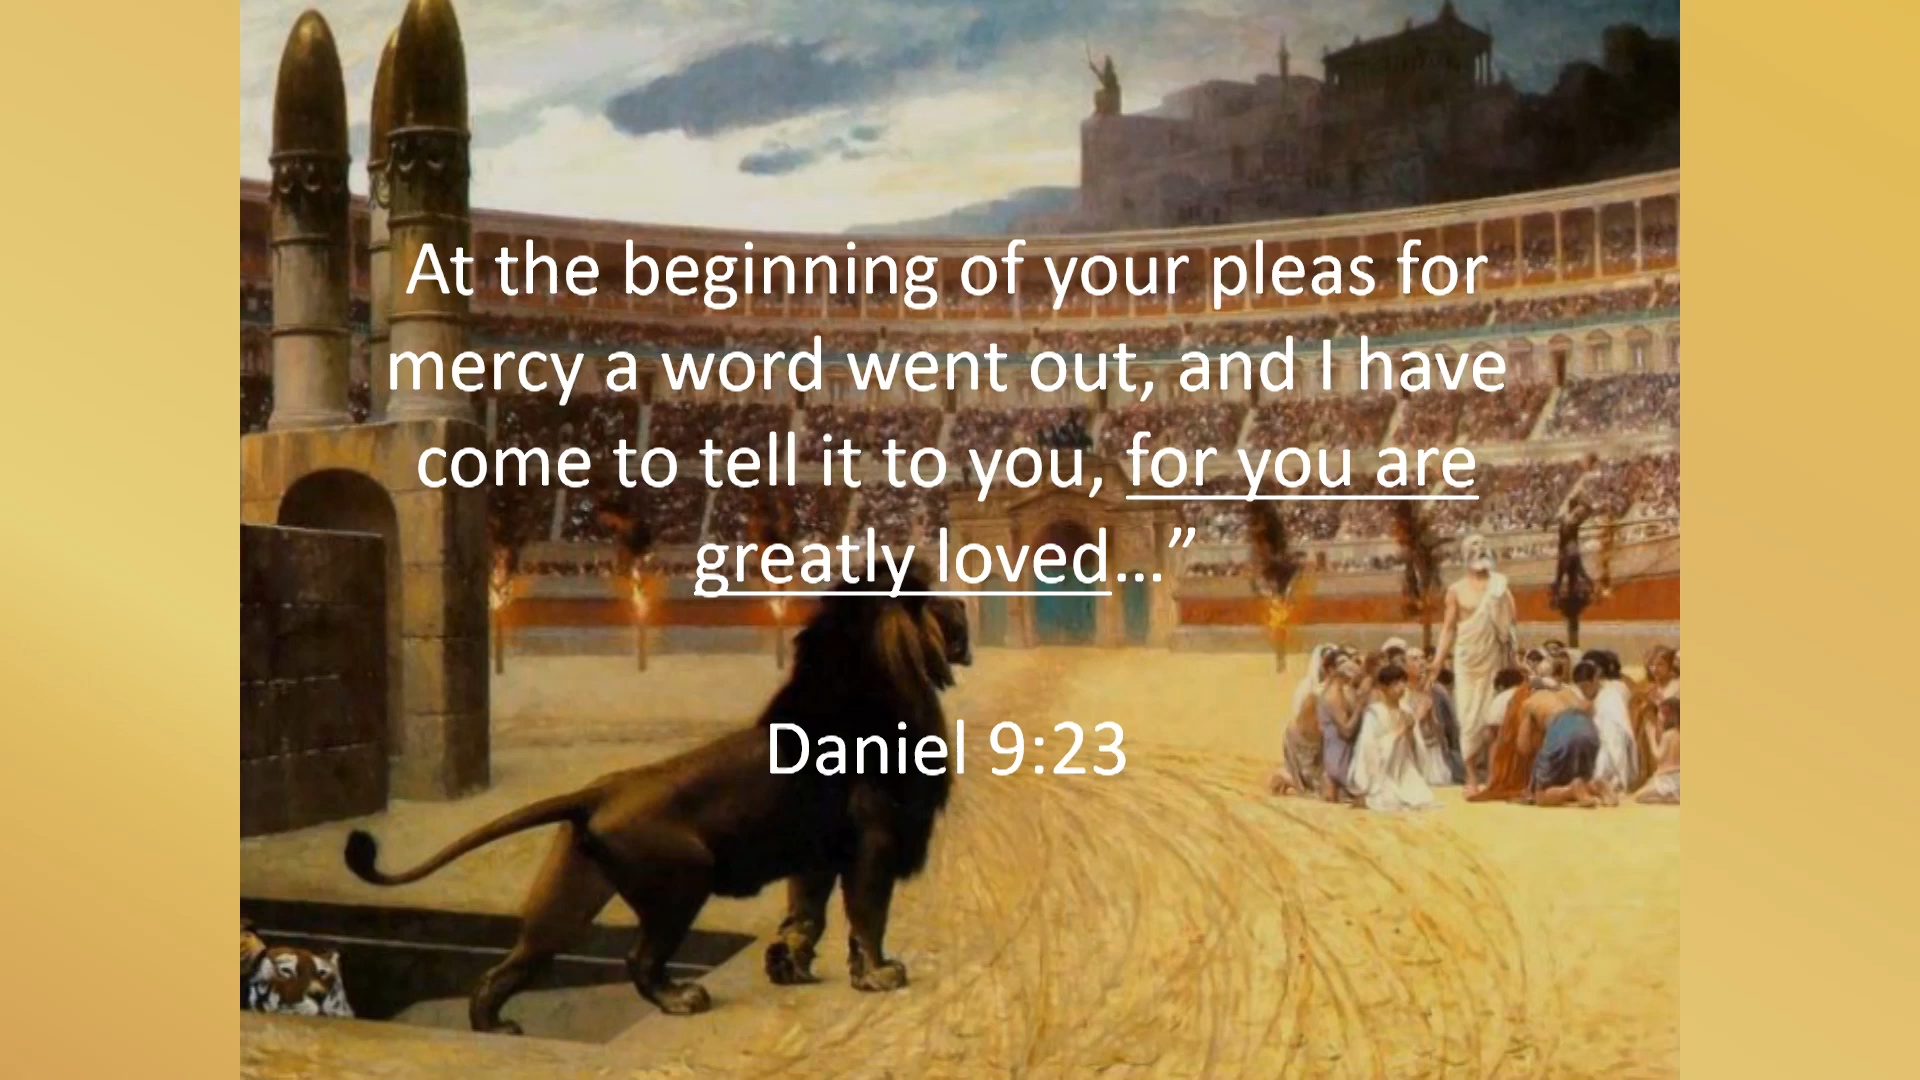 At the beginning of your pleas for
mercy a word went out, and I have
come to tell it to you, for you are
greatly loved…”
Daniel 9:23